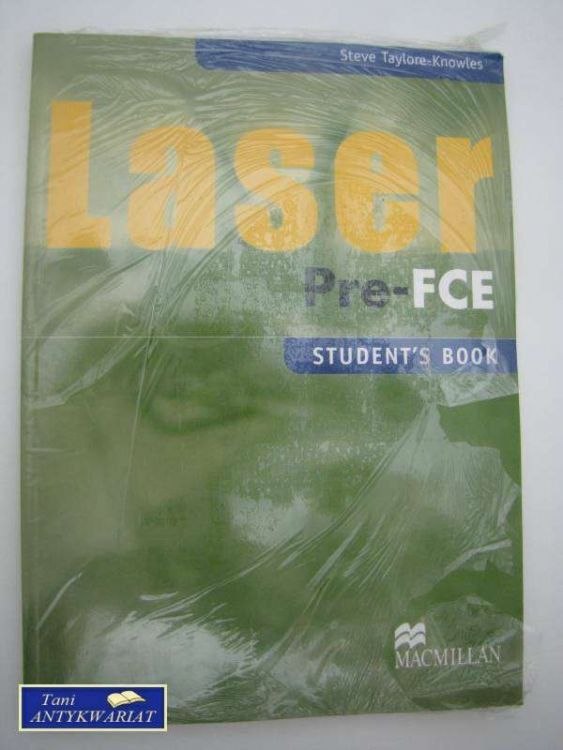 Steve Taylore-Knowles
Laser
Pre-FCE
STUDENT'S BOOK
MACMILLAN
Tani
ANTYKWARIAT